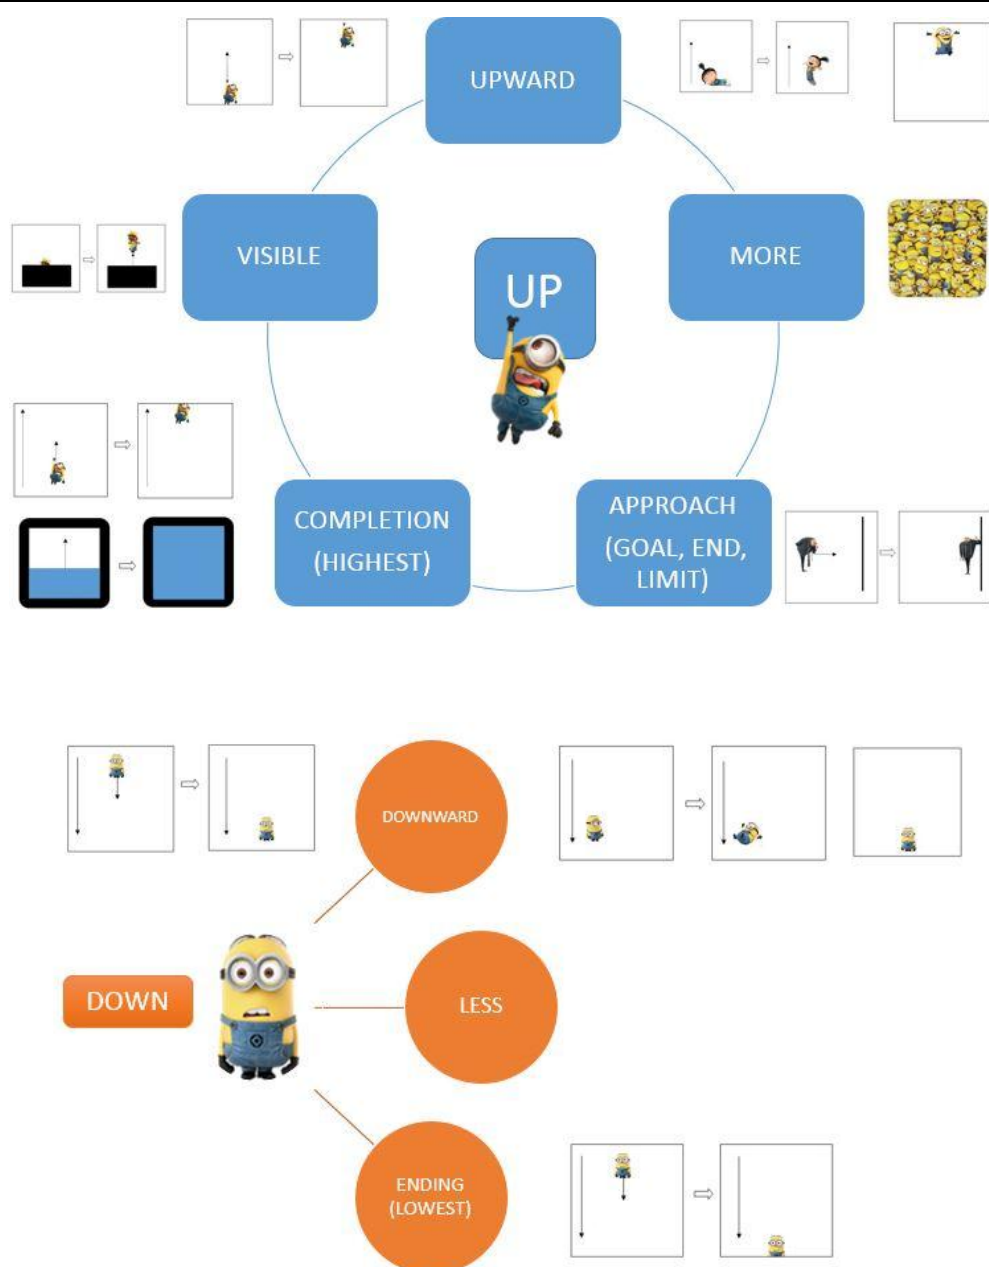 UPWARD
VISIBLE
MORE
UP
COMPLETION
(HIGHEST)
APPROACH
(GOAL, END,
LIMIT)
DOWNWARD
DOWN
LESS
ENDING
(LOWEST)